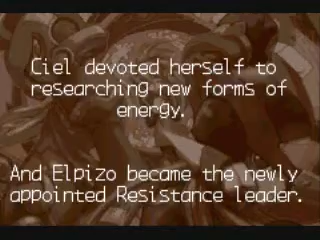 Ciel devoted herself to
researching new forms of
energy.
And Elpizo became the newly
appointed Resistance leader.